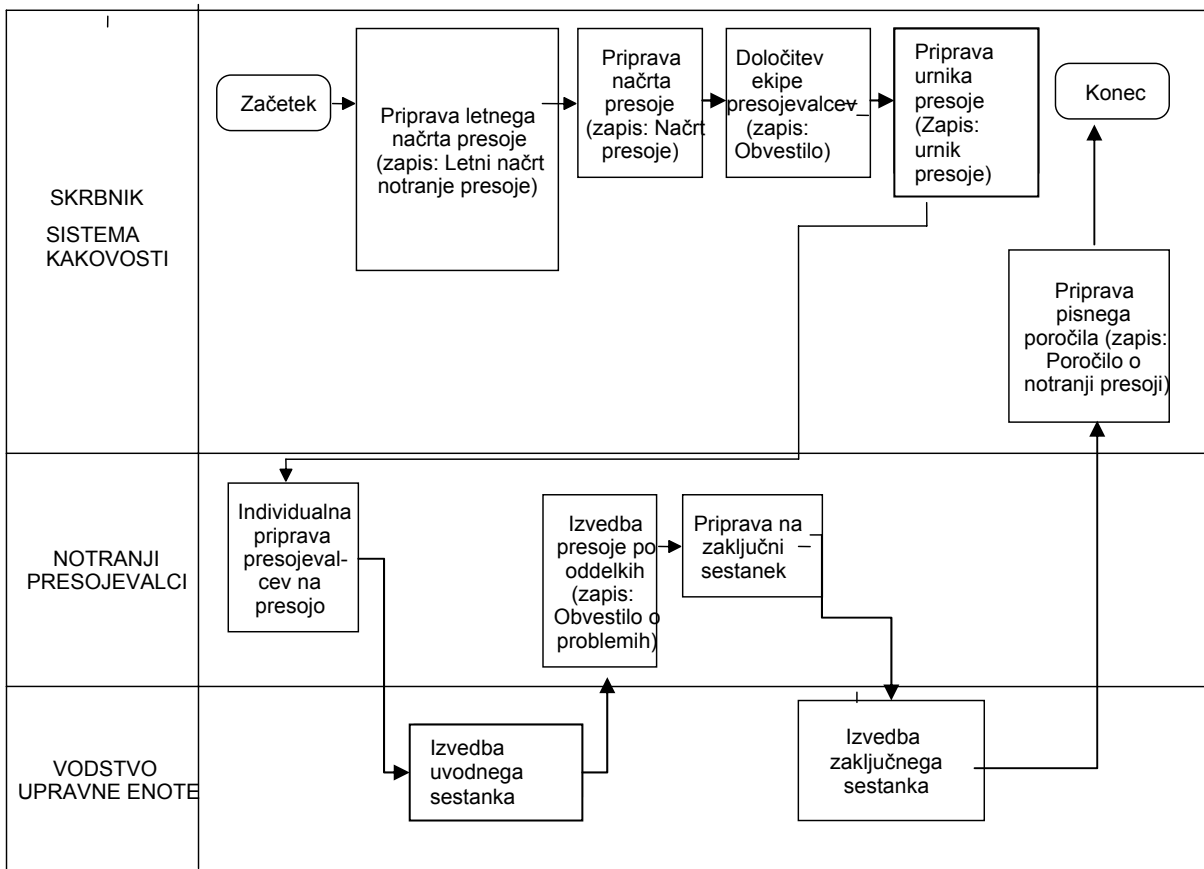 SKRBNIK
SISTEMA
KAKOVOSTI
Začetek
Priprava letnega
načrta presoje
(zapis: Letni načrt
notranje presoje)
Priprava
načrta
presoje
(zapis: Načrt
presoje)
Določitev
ekipe
presojevalcev
(zapis:
Obvestilo)
Priprava
urnika
presoje
(Zapis:
urnik
presoje)
Konec
Priprava
pisnega
poročila (zapis:
Poročilo o
notranji presoji)
NOTRANJI
PRESOJEVALCI
Individualna
priprava
presojeval-
cev na
presojo
Izvedba
presoje po
oddelkih
(zapis:
Obvestilo o
problemih)
Priprava na
zaključni
sestanek
VODSTVO
UPRAVNE ENOTE
Izvedba
uvodnega
sestanka
Izvedba
zaključnega
sestanka